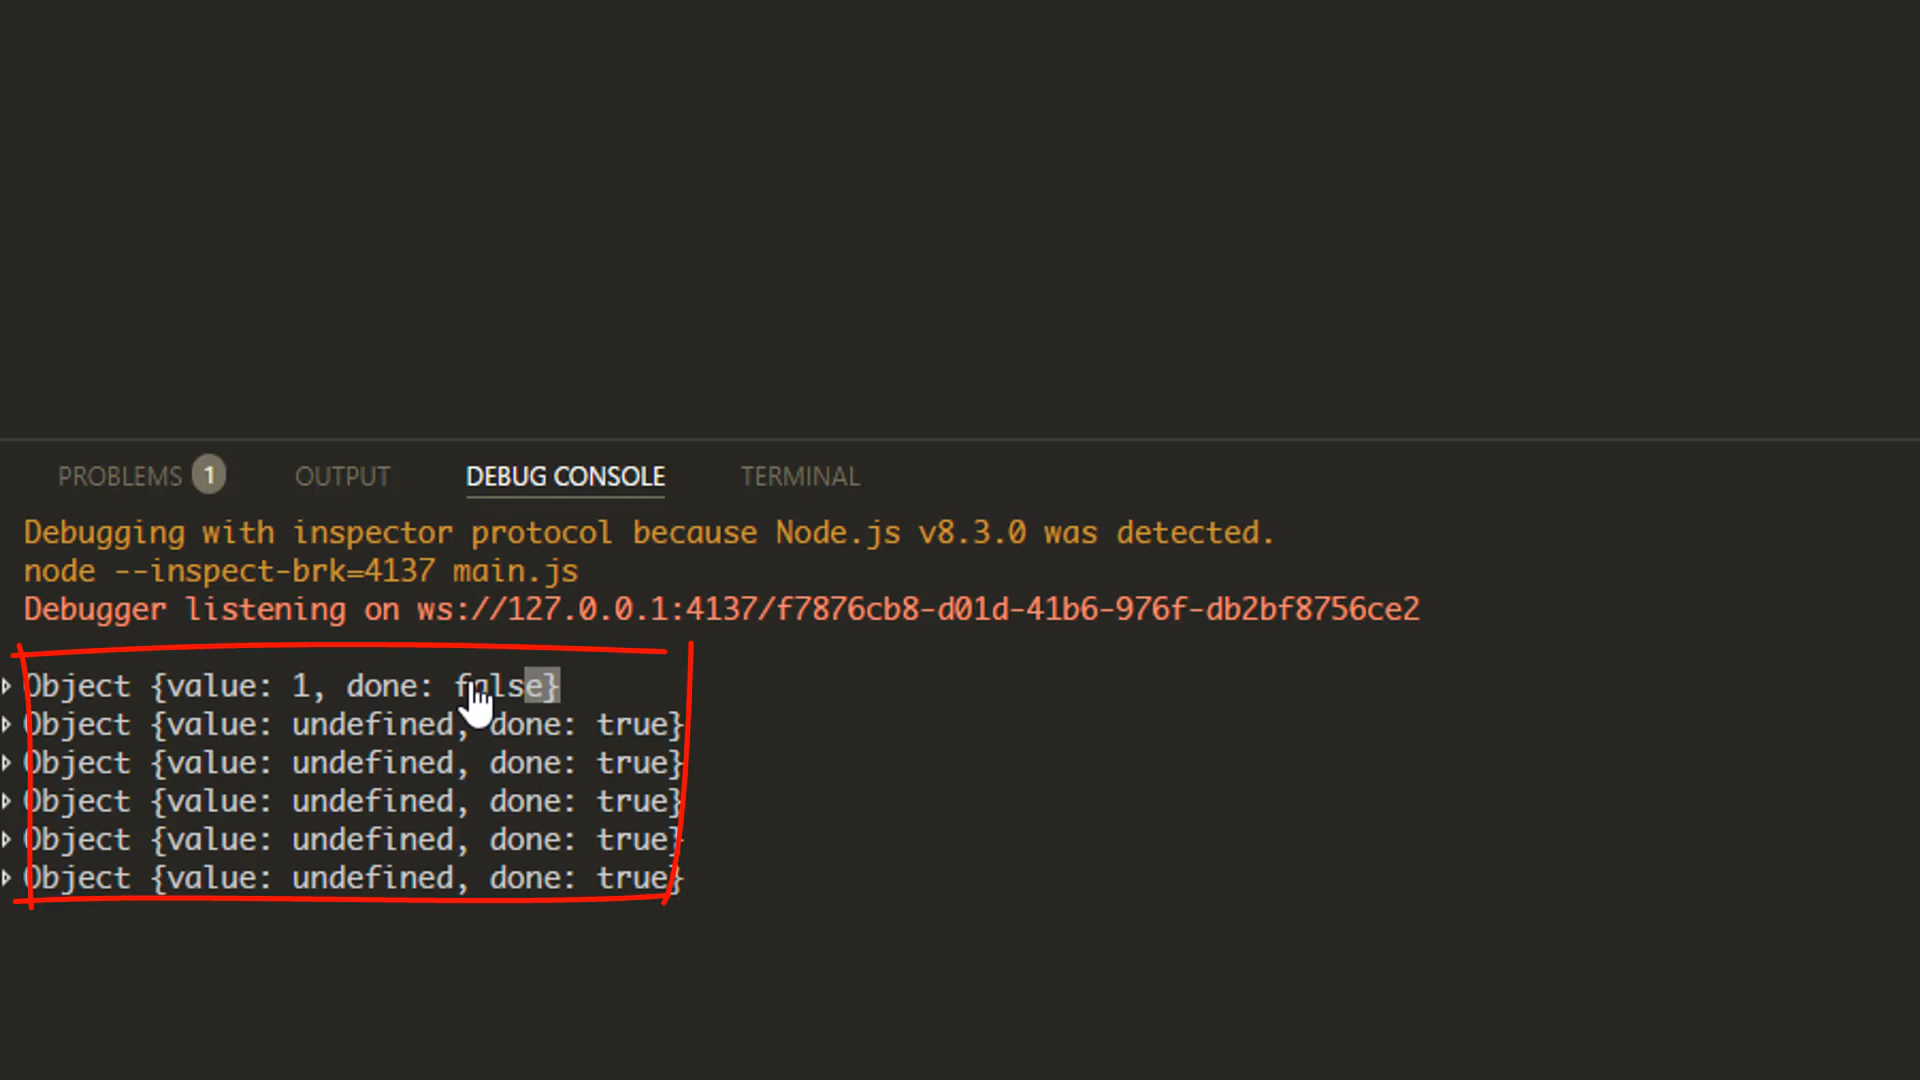 PROBLEMS 1 OUTPUT DEBUG CONSOLE TERMINAL
Debugging with inspector protocol because Node.js v8.3.0 was detected.
node --inspect-brk=4137 main.js
Debugger listening on ws://127.0.0.1:4137/f7876cb8-d01d-41b6-976f-db2bf8756ce2
Object {value: 1, done: false}
Object {value: undefined, done: true}
Object {value: undefined, done: true}
Object {value: undefined, done: true}
Object {value: undefined, done: true}
Object {value: undefined, done: true}